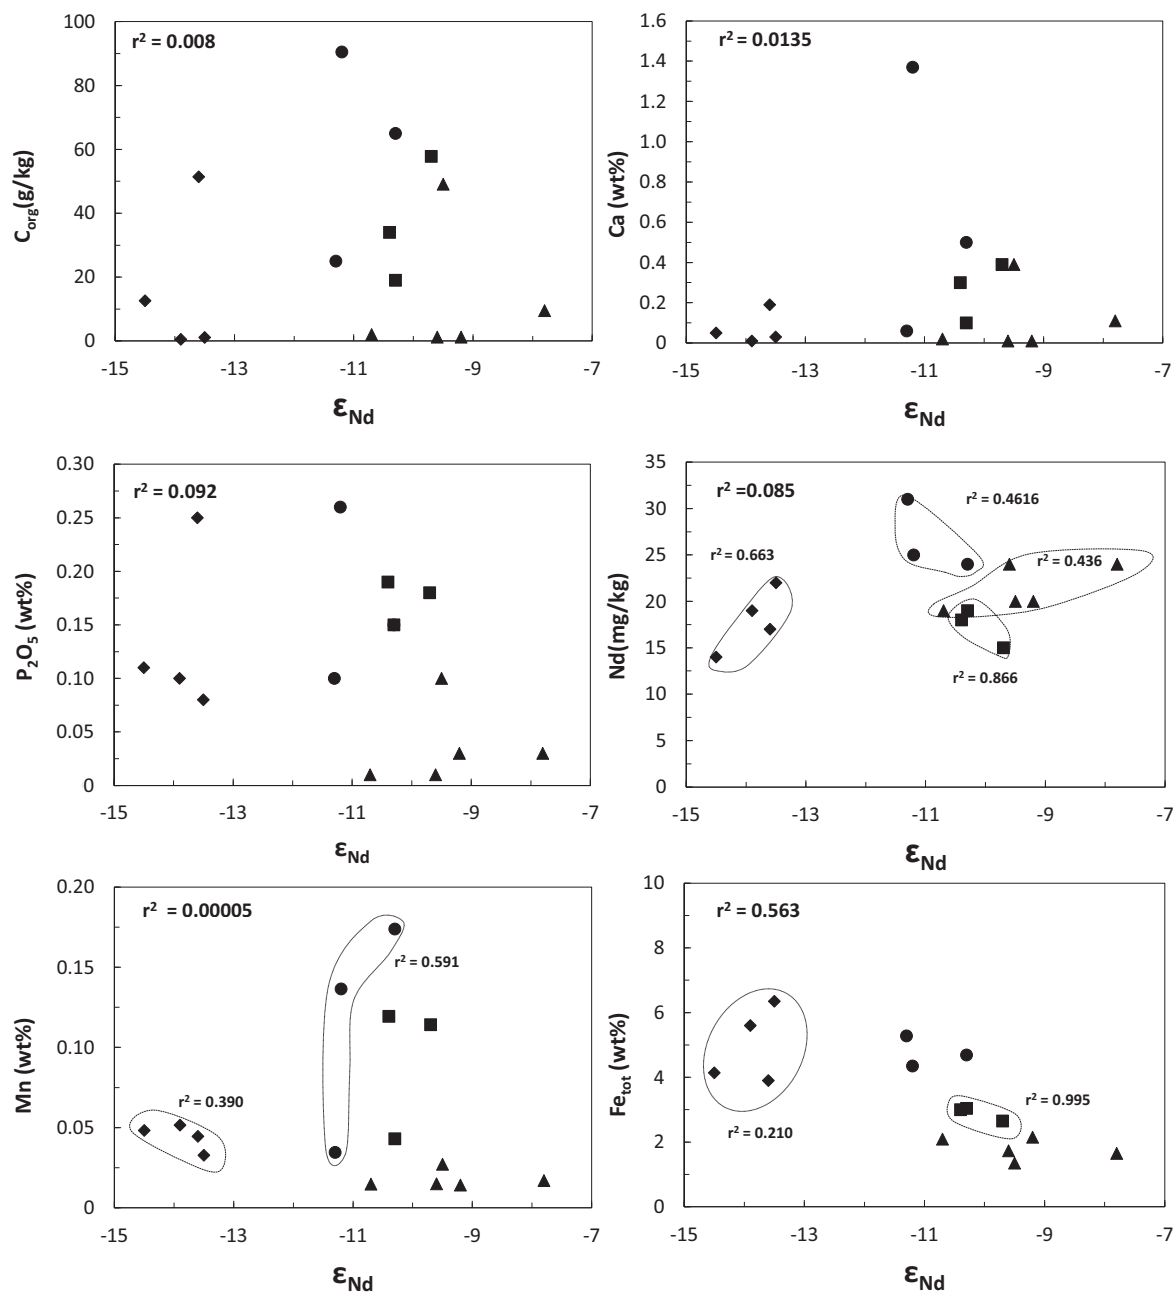 r² = 0.008
100
80
60
40
20
0
C_org(g/kg)
-15
-13
-11
-9
-7
ε_Nd
r² = 0.0135
1.6
1.4
1.2
1.0
0.8
0.6
0.4
0.2
0
Ca (wt%)
-15
-13
-11
-9
-7
ε_Nd
r² = 0.092
0.30
0.25
0.20
0.15
0.10
0.05
0
P₂O₅ (wt%)
-15
-13
-11
-9
-7
ε_Nd
r² =0.085
35
30
25
20
15
10
5
0
Nd(mg/kg)
r² = 0.4616
r² = 0.663
r² = 0.436
r² = 0.866
-15
-13
-11
-9
-7
ε_Nd
r² = 0.00005
0.20
0.15
0.10
0.05
0
Mn (wt%)
r² = 0.591
r² = 0.390
-15
-13
-11
-9
-7
ε_Nd
r² = 0.563
10
8
6
4
2
0
Fe_tot (wt%)
r² = 0.995
r² = 0.210
-15
-13
-11
-9
-7
ε_Nd